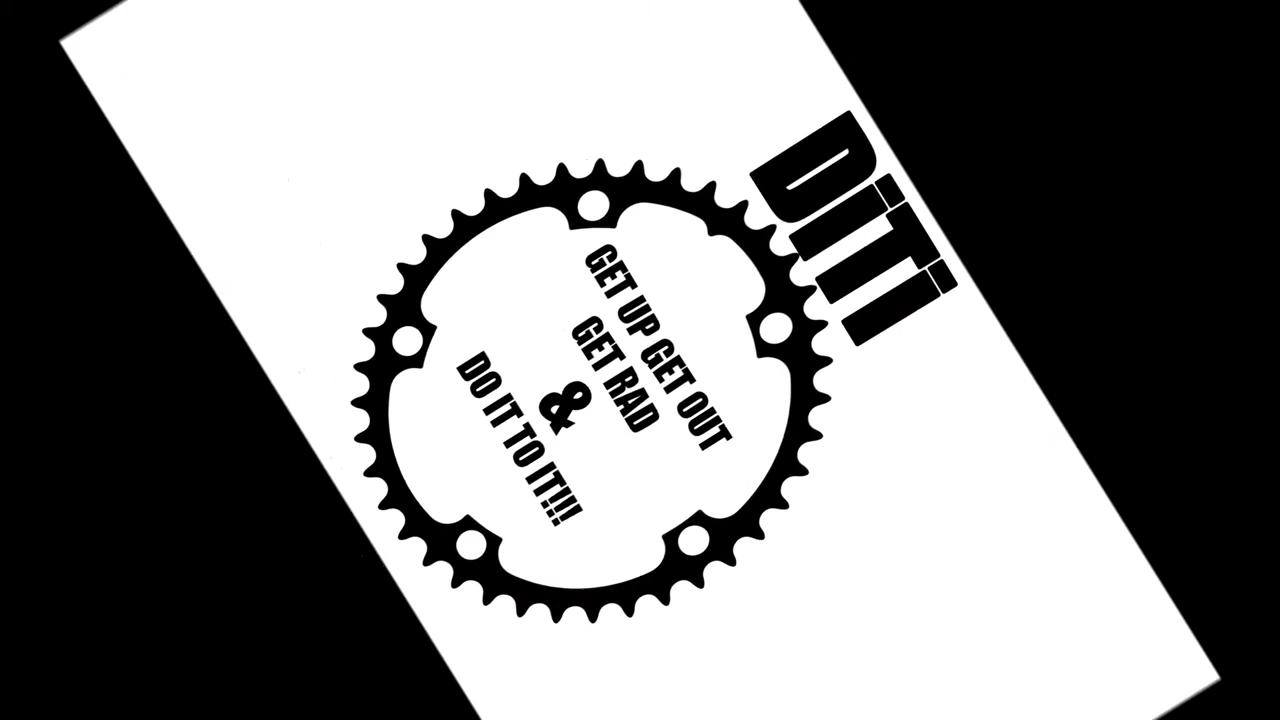 DiTi
GET UP GET OUT
GET RAD
&
DO IT TO IT!!!